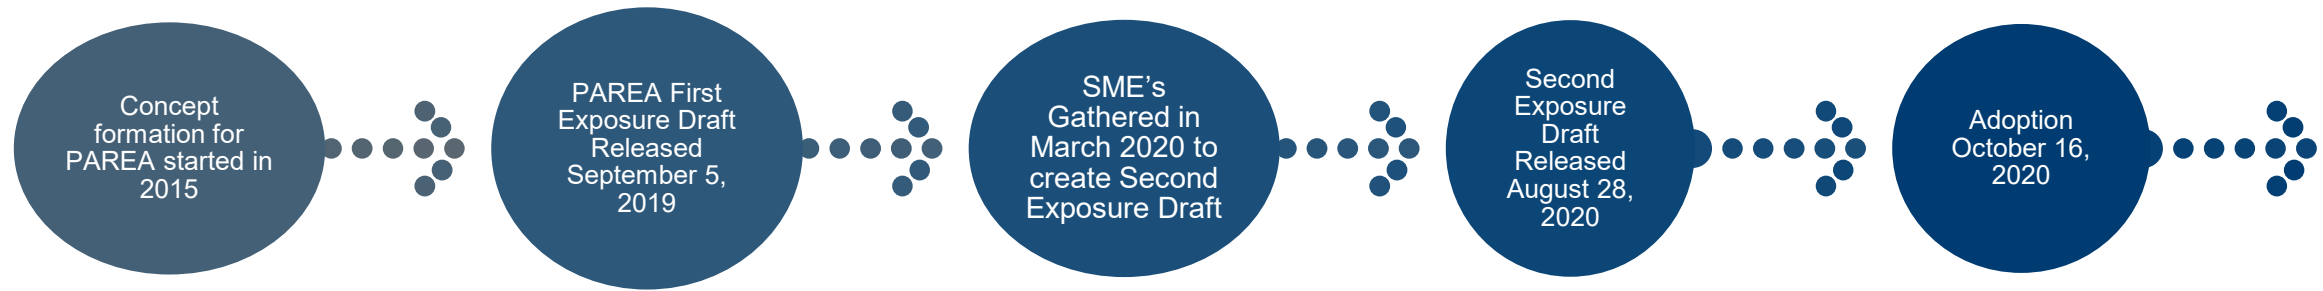 Concept
formation for
PAREA started in
2015
PAREA First
Exposure Draft
Released
September 5,
2019
SME’s
Gathered in
March 2020 to
create Second
Exposure Draft
Second
Exposure
Draft
Released
August 28,
2020
Adoption
October 16,
2020